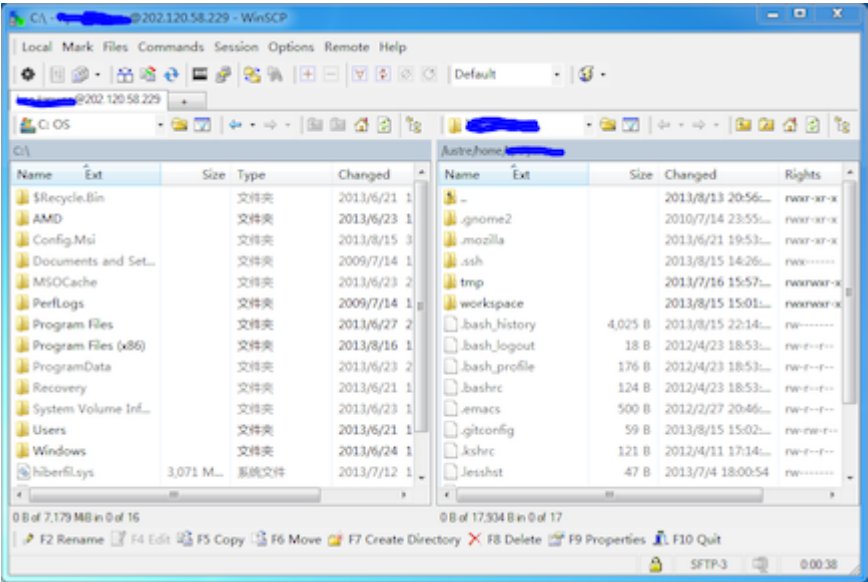 C:\ - @202.120.58.229 - WinSCP
Local Mark Files Commands Session Options Remote Help
Default
@202.120.58.229
C: OS
C:\
/lustre/home/
Name Ext Size Type Changed
Name Ext Size Changed Rights
$Recycle.Bin 文件夹 2013/6/21 1
AMD 文件夹 2013/6/23 1
Config.Msi 文件夹 2013/8/15 3
Documents and Set... 文件夹 2009/7/14 1
MSOCache 文件夹 2013/6/23 2
PerfLogs 文件夹 2009/7/14 1
Program Files 文件夹 2013/6/27 2
Program Files (x86) 文件夹 2013/8/16 1
ProgramData 文件夹 2013/6/23 2
Recovery 文件夹 2013/6/21 1
System Volume Inf... 文件夹 2013/6/23 1
Users 文件夹 2013/6/21 1
Windows 文件夹 2013/6/24 1
hiberfil.sys 3,071 M... 系统文件 2013/7/12 1
.. 2013/8/13 20:56:... rwxr-xr-x
.gnome2 2010/7/14 23:55:... rwxr-xr-x
.mozilla 2013/6/21 19:53:... rwxr-xr-x
.ssh 2013/8/15 14:26:... rwx------
tmp 2013/7/16 15:57:... rwxrwxr-x
workspace 2013/8/15 15:01:... rwxrwxr-x
.bash_history 4,025 B 2013/8/15 22:14:... rw-------
.bash_logout 18 B 2012/4/23 18:53:... rw-r--r--
.bash_profile 176 B 2012/4/23 18:53:... rw-r--r--
.bashrc 124 B 2012/4/23 18:53:... rw-r--r--
.emacs 500 B 2012/2/27 20:46:... rw-r--r--
.gitconfig 59 B 2013/8/15 15:02:... rw-rw-r--
.kshrc 121 B 2012/4/11 17:14:... rw-r--r--
.lesshst 47 B 2013/7/4 18:00:54 rw-------
0 B of 7,179 MiB in 0 of 16
0 B of 17,934 B in 0 of 17
F2 Rename F4 Edit F5 Copy F6 Move F7 Create Directory F8 Delete F9 Properties F10 Quit
SFTP-3 0:00:38